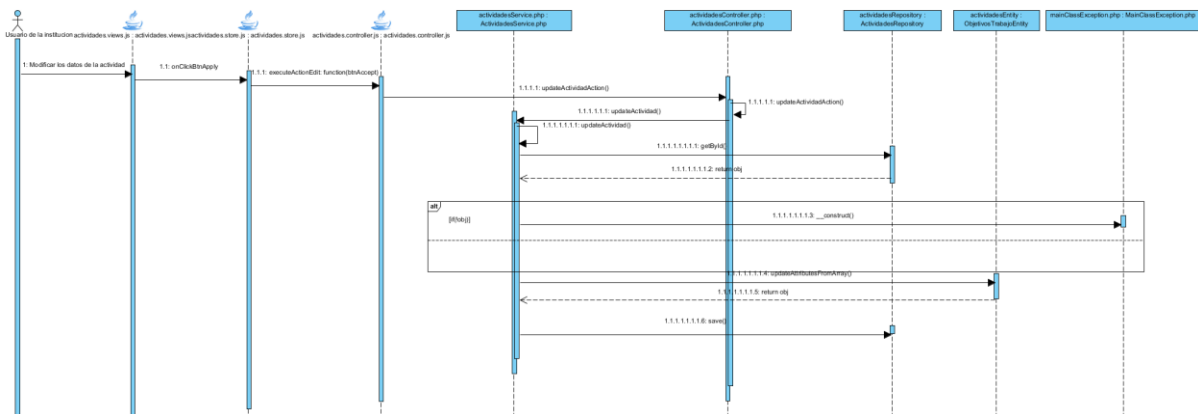 actividadesService.php :
ActividadesService.php
actividadesController.php :
ActividadesController.php
actividadesRepository :
ActividadesRepository
actividadesEntity :
ObjetivosTrabajoEntity
mainClassException.php : MainClassException.php
Usuario de la institucion
actividades.views.js : actividades.views.js
actividades.store.js : actividades.store.js
actividades.controller.js : actividades.controller.js
1: Modificar los datos de la actividad
1.1: onClickBtnApply
1.1.1: executeActionEdit: function(btnAccept)
1.1.1.1: updateActividadAction()
1.1.1.1.1: updateActividadAction()
1.1.1.1.1.1: updateActividad()
1.1.1.1.1.1.1: updateActividad()
1.1.1.1.1.1.1.1: getById()
1.1.1.1.1.1.1.2: return obj
alt
[if(!obj)]
1.1.1.1.1.1.1.3: __construct()
1.1.1.1.1.1.1.4: updateAtributesFromArray()
1.1.1.1.1.1.1.5: return obj
1.1.1.1.1.1.1.6: save()